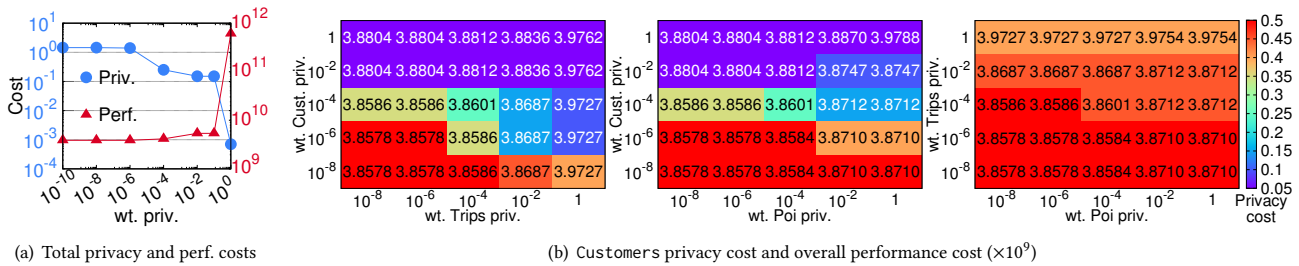 10^1
10^0
10^-1
10^-2
10^-3
10^-4
Cost
10^12
10^11
10^10
10^9
Priv.
Perf.
10^-10 10^-8 10^-6 10^-4 10^-2 10^0
wt. priv.
(a) Total privacy and perf. costs
wt. Cust. priv.
1 3.8804 3.8804 3.8812 3.8836 3.9762
10^-2 3.8804 3.8804 3.8812 3.8836 3.9762
10^-4 3.8586 3.8586 3.8601 3.8687 3.9727
10^-6 3.8578 3.8578 3.8586 3.8687 3.9727
10^-8 3.8578 3.8578 3.8586 3.8687 3.9727
10^-8 10^-6 10^-4 10^-2 1
wt. Trips priv.
wt. Cust. priv.
1 3.8804 3.8804 3.8812 3.8870 3.9788
10^-2 3.8804 3.8804 3.8812 3.8747 3.8747
10^-4 3.8586 3.8586 3.8601 3.8712 3.8712
10^-6 3.8578 3.8578 3.8584 3.8710 3.8710
10^-8 3.8578 3.8578 3.8584 3.8710 3.8710
10^-8 10^-6 10^-4 10^-2 1
wt. Poi priv.
wt. Trips priv.
1 3.9727 3.9727 3.9727 3.9754 3.9754
10^-2 3.8687 3.8687 3.8687 3.8712 3.8712
10^-4 3.8586 3.8586 3.8601 3.8712 3.8712
10^-6 3.8578 3.8578 3.8584 3.8710 3.8710
10^-8 3.8578 3.8578 3.8584 3.8710 3.8710
10^-8 10^-6 10^-4 10^-2 1
wt. Poi priv.
0.5
0.45
0.4
0.35
0.3
0.25
0.2
0.15
0.1
0.05
Privacy
cost
(b) Customers privacy cost and overall performance cost (×10^9)